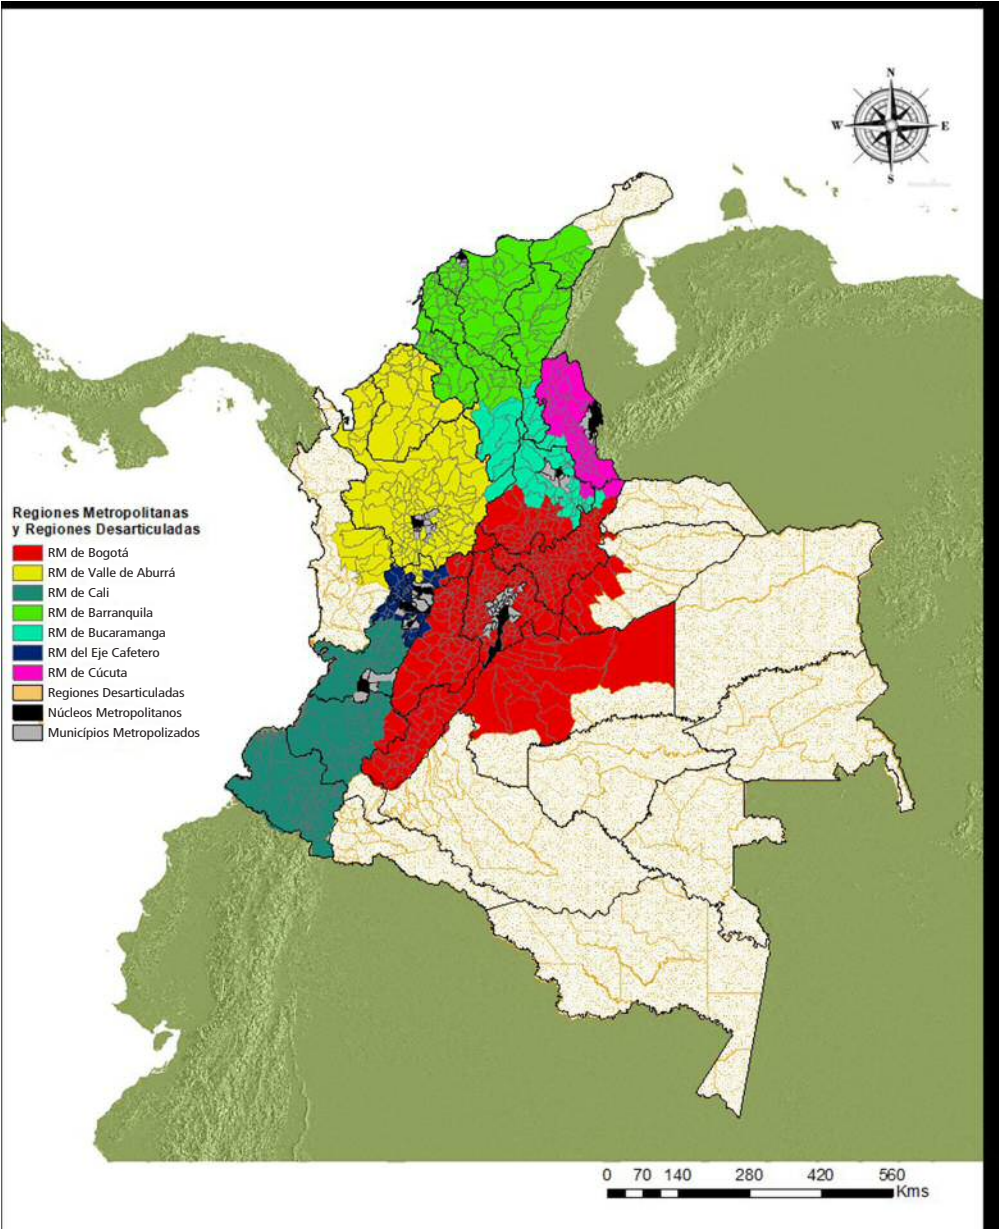 N
W
E
S
Regiones Metropolitanas
y Regiones Desarticuladas
RM de Bogotá
RM de Valle de Aburrá
RM de Cali
RM de Barranquila
RM de Bucaramanga
RM del Eje Cafetero
RM de Cúcuta
Regiones Desarticuladas
Núcleos Metropolitanos
Municípios Metropolizados
0 70 140 280 420 560
Kms